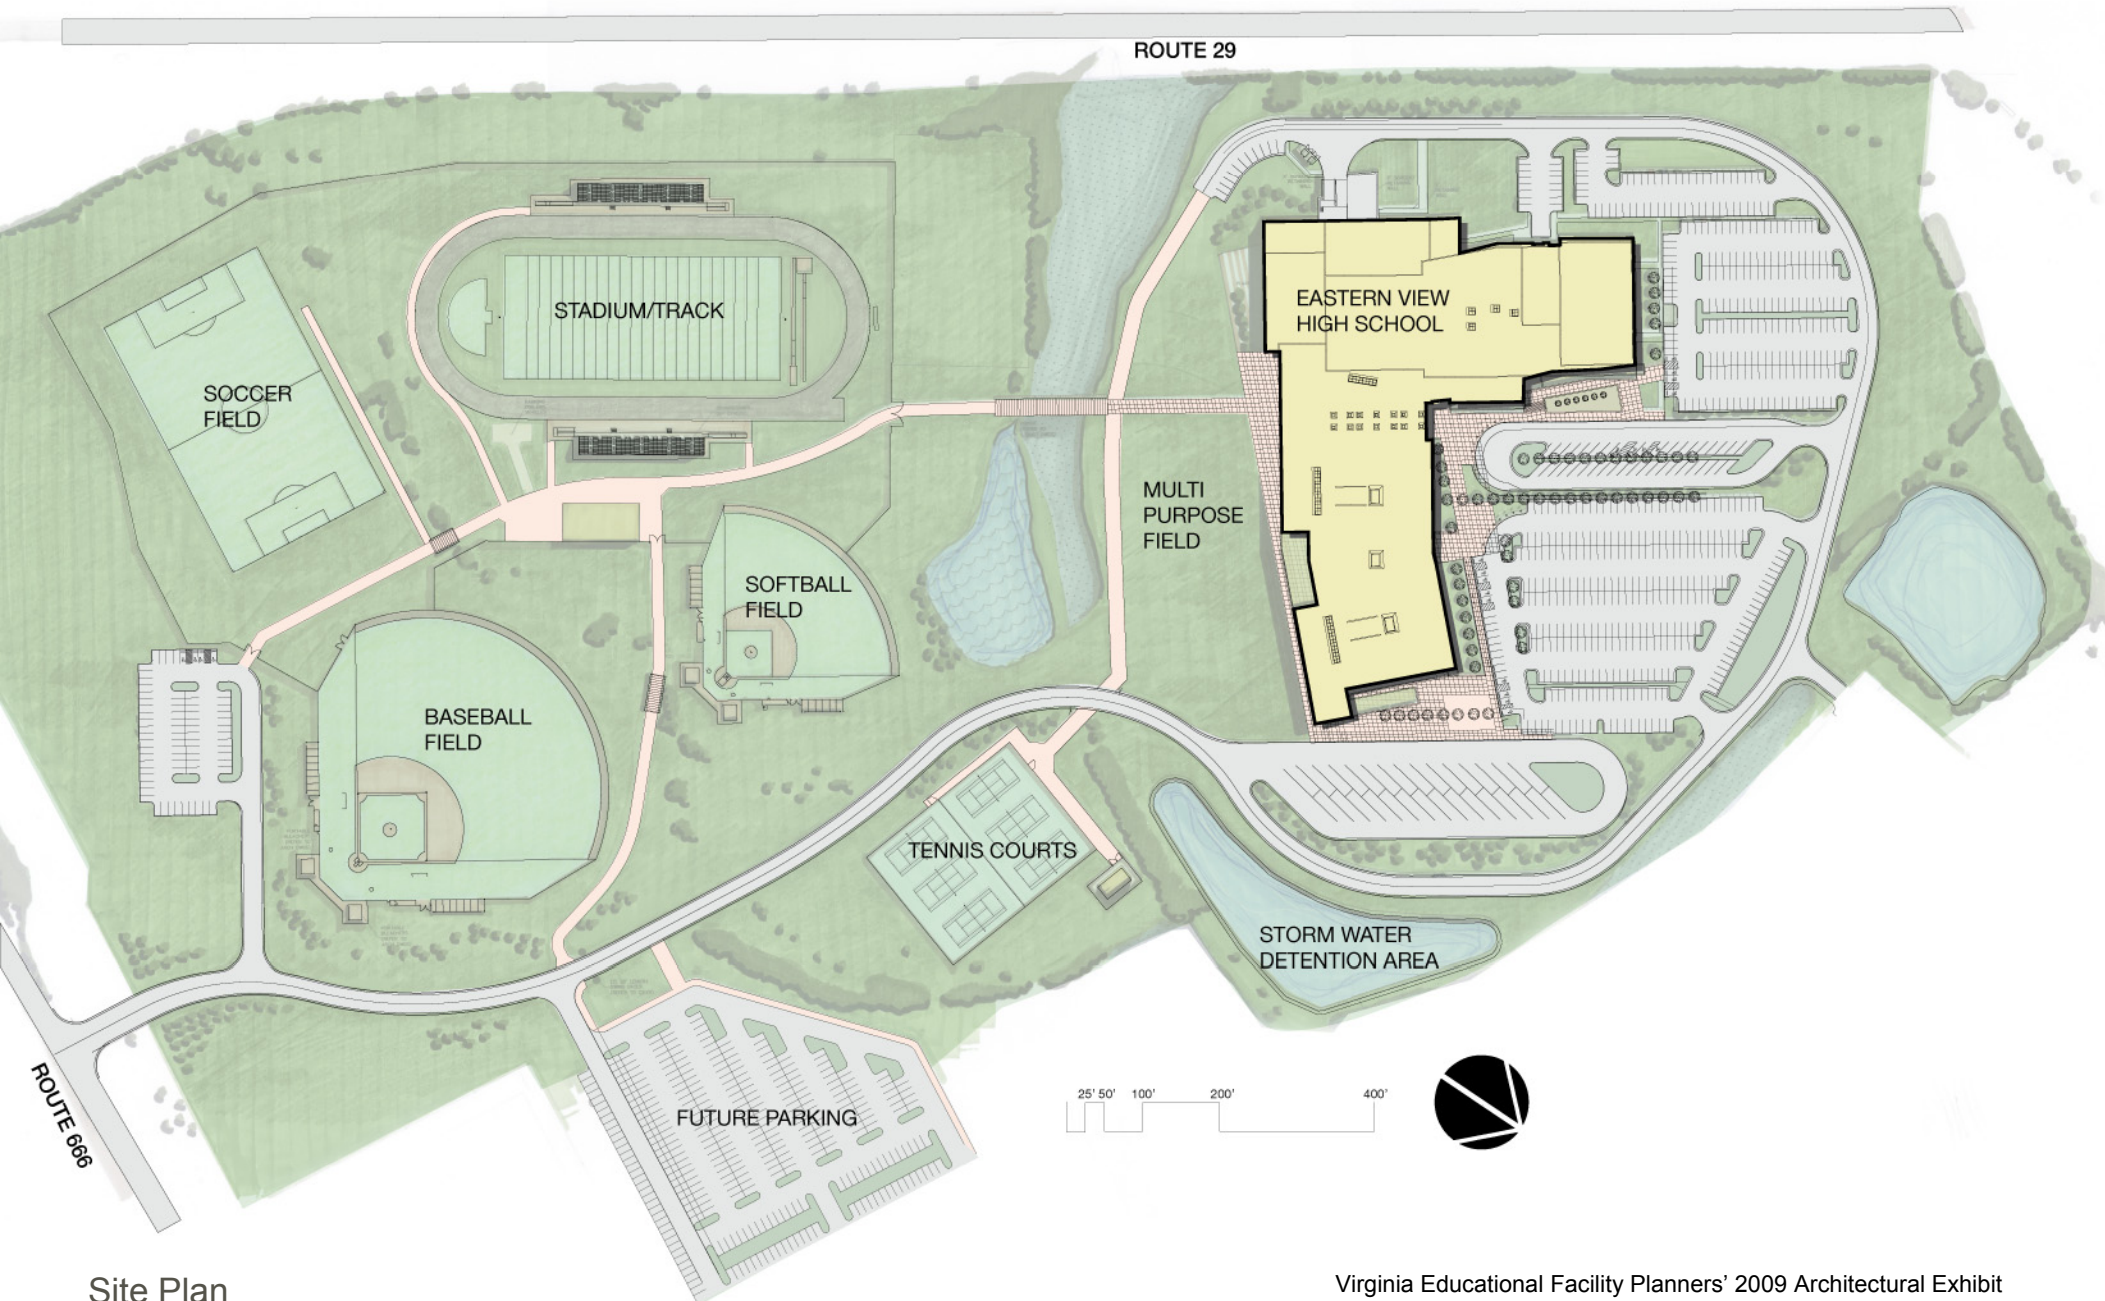 ROUTE 29
STADIUM/TRACK
EASTERN VIEW
HIGH SCHOOL
SOCCER
FIELD
MULTI
PURPOSE
FIELD
SOFTBALL
FIELD
BASEBALL
FIELD
TENNIS COURTS
STORM WATER
DETENTION AREA
ROUTE 666
FUTURE PARKING
25' 50' 100' 200' 400'
Site Plan
Virginia Educational Facility Planners' 2009 Architectural Exhibit